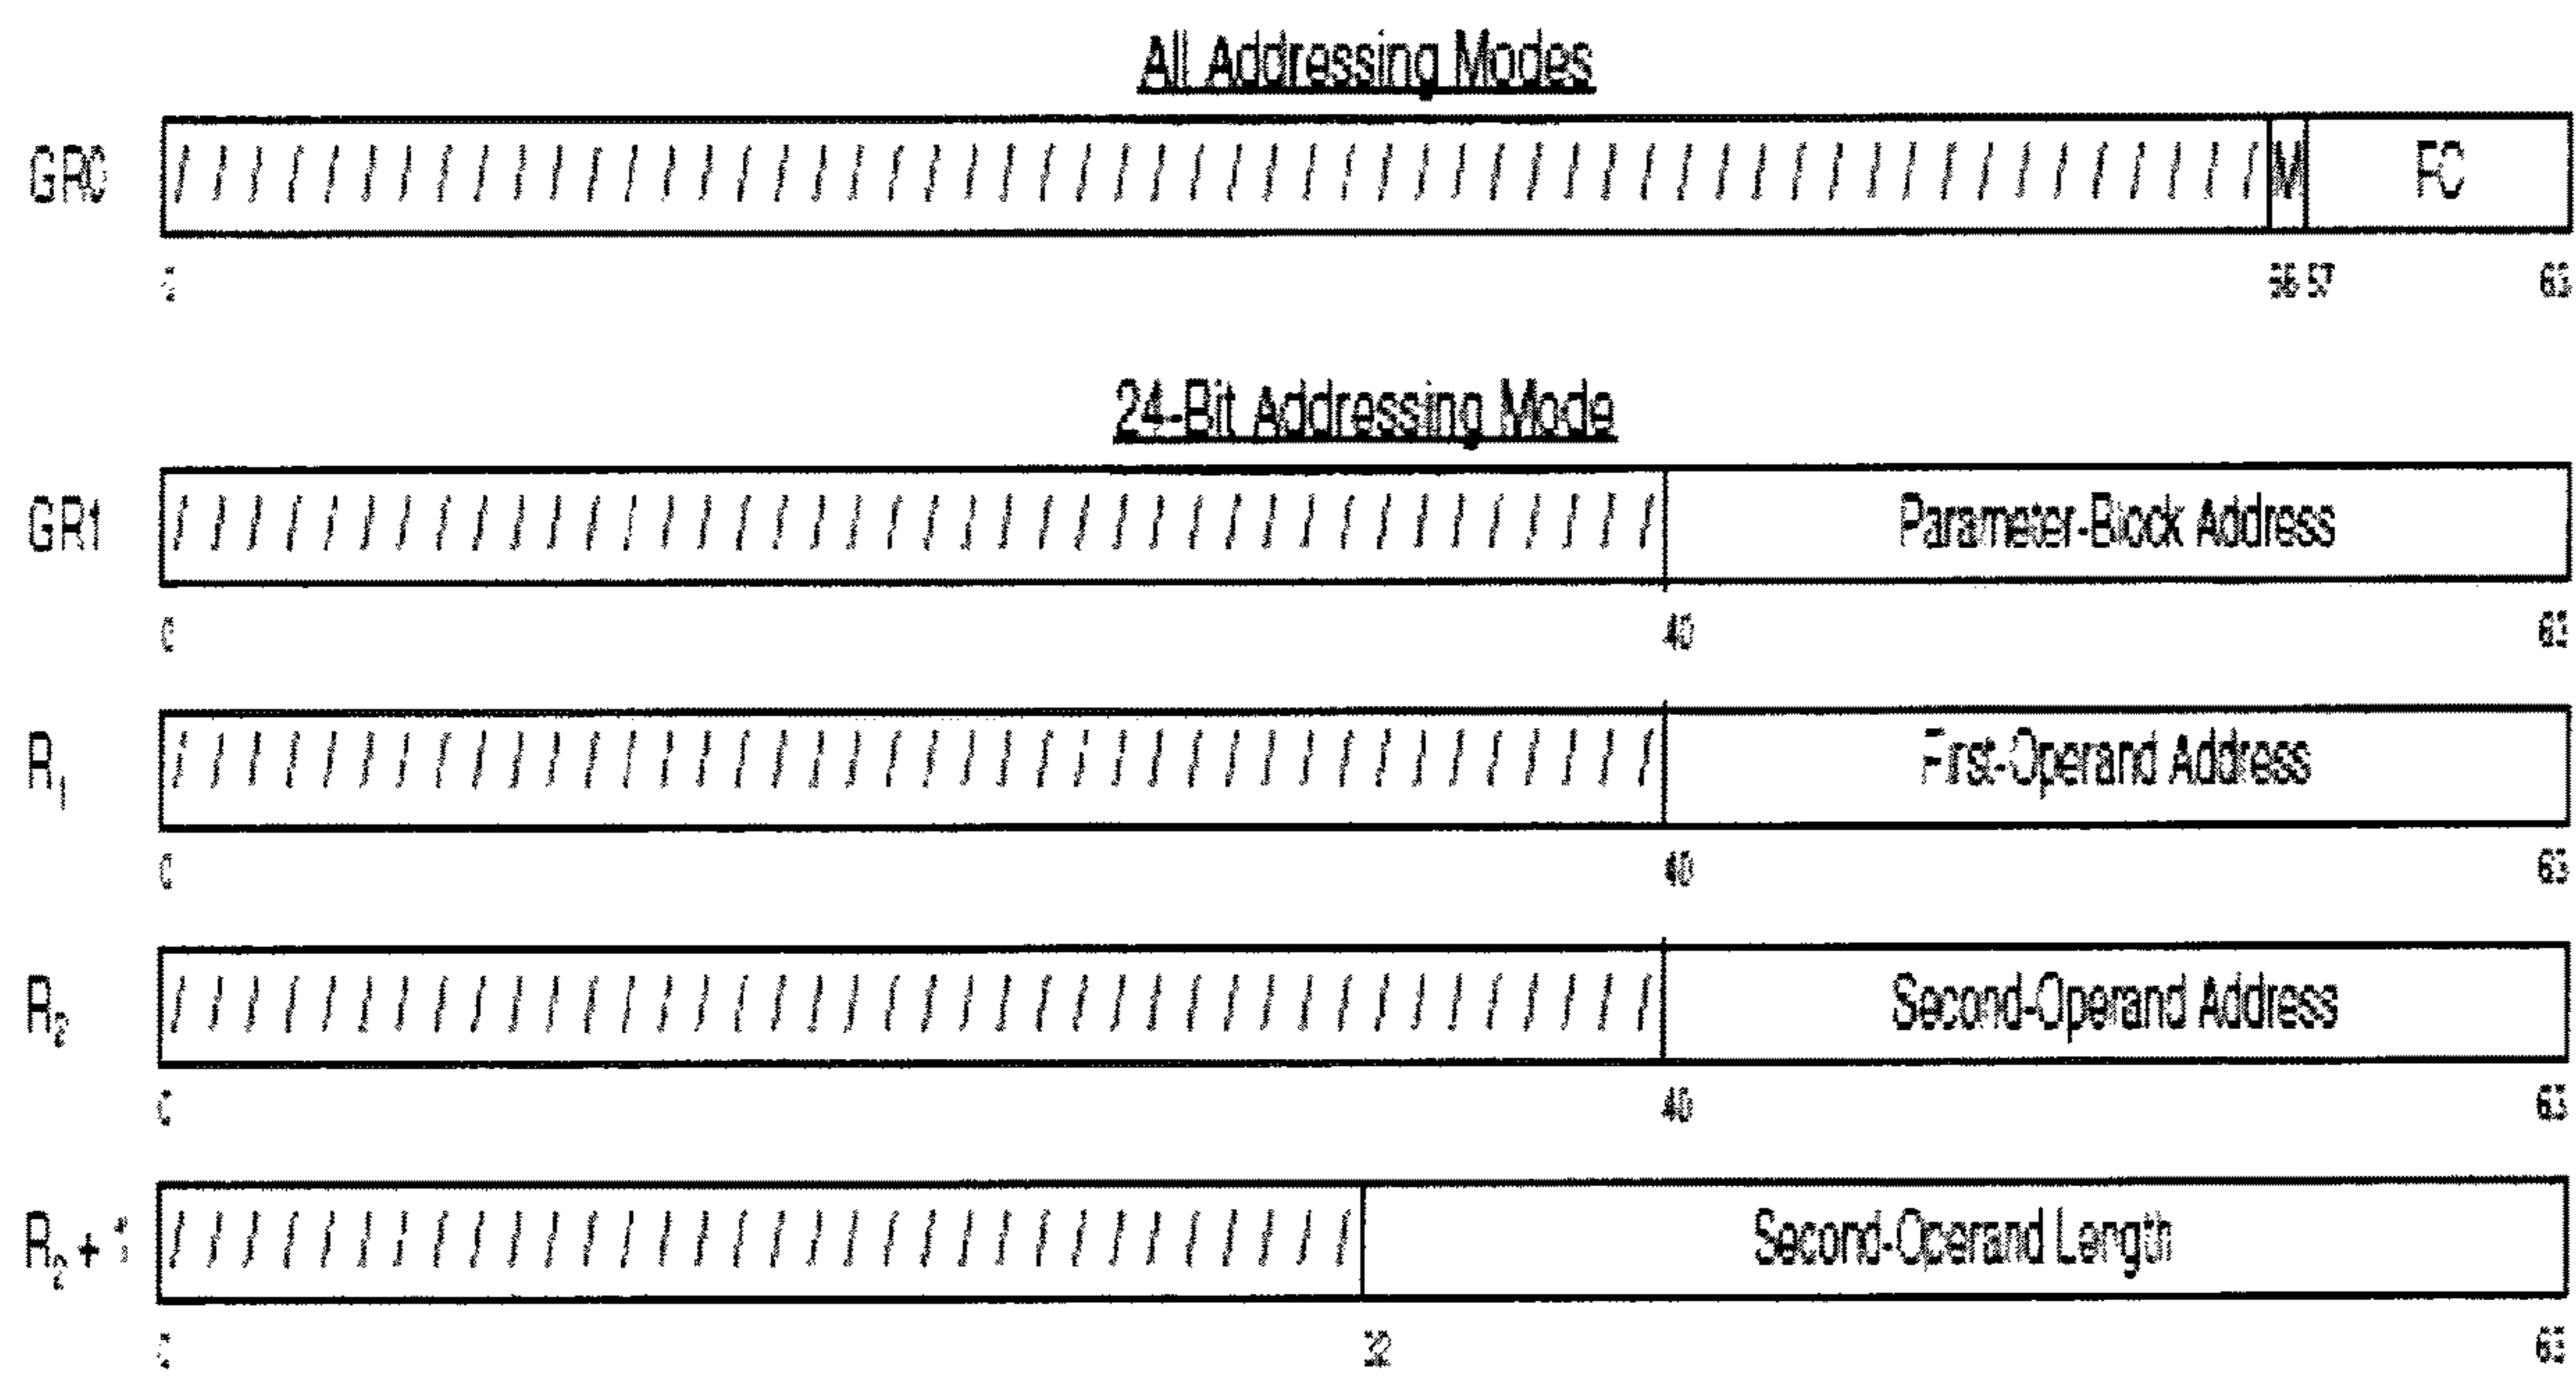 All Addressing Modes
GR0 M FC
0 56 57 63
24-Bit Addressing Mode
GR1 Parameter-Block Address
0 40 63
R1 First-Operand Address
0 40 63
R2 Second-Operand Address
0 40 63
R2 + 1 Second-Operand Length
0 32 63